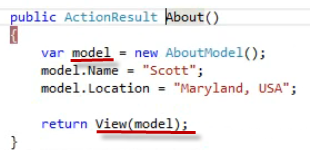 public ActionResult About()
{
var model = new AboutModel();
model.Name = "Scott";
model.Location = "Maryland, USA";
return View(model);
}